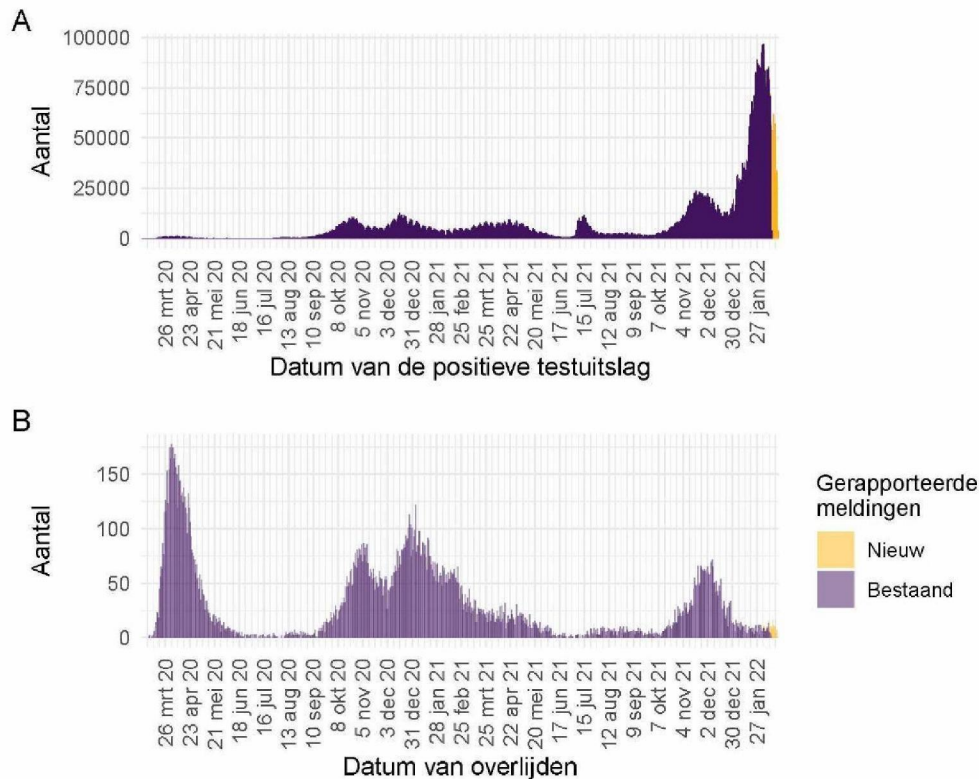 A
100000
75000
50000
25000
0
Aantal
26 mrt 20
23 apr 20
21 mei 20
18 jun 20
16 jul 20
13 aug 20
10 sep 20
8 okt 20
5 nov 20
3 dec 20
31 dec 20
28 jan 21
25 feb 21
25 mrt 21
22 apr 21
20 mei 21
17 jun 21
15 jul 21
12 aug 21
9 sep 21
7 okt 21
4 nov 21
2 dec 21
30 dec 21
27 jan 22
Datum van de positieve testuitslag
B
150
100
50
0
Aantal
26 mrt 20
23 apr 20
21 mei 20
18 jun 20
16 jul 20
13 aug 20
10 sep 20
8 okt 20
5 nov 20
3 dec 20
31 dec 20
28 jan 21
25 feb 21
25 mrt 21
22 apr 21
20 mei 21
17 jun 21
15 jul 21
12 aug 21
9 sep 21
7 okt 21
4 nov 21
2 dec 21
30 dec 21
27 jan 22
Datum van overlijden
Gerapporteerde
meldingen
Nieuw
Bestaand